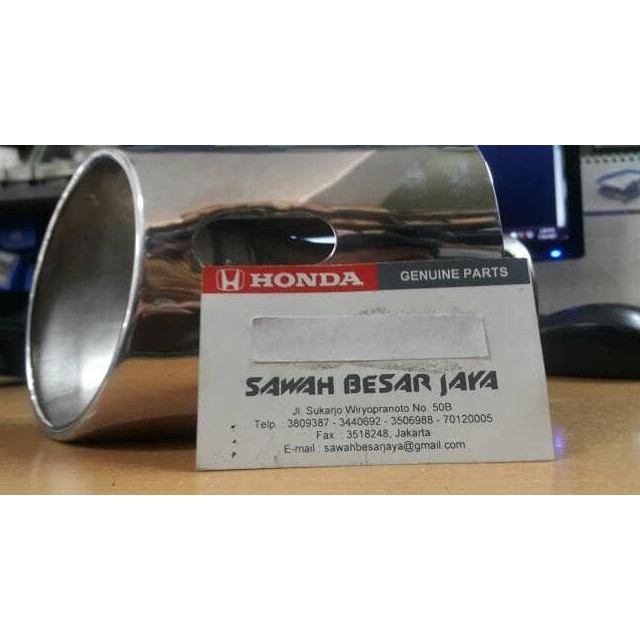 HONDA GENUINE PARTS
SAWAH BESAR JAYA
Jl. Sukarjo Wiryopranoto No. 50B
Telp. : 3809387 - 3440692 - 3506988 - 70120005
Fax. : 3518248, Jakarta
E-mail : sawahbesarjaya@gmail.com